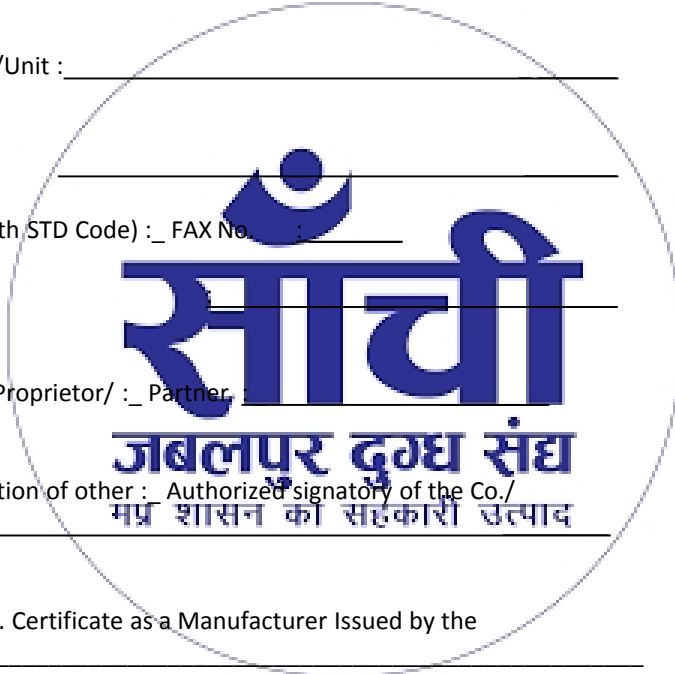 /Unit :
th STD Code) :_ FAX No. :
साँची
Proprietor/ :_ Partner. :
जबलपुर दुग्ध संघ
tion of other :_ Authorized signatory of the Co./
मप्र शासन का सहकारी उत्पाद
. Certificate as a Manufacturer Issued by the